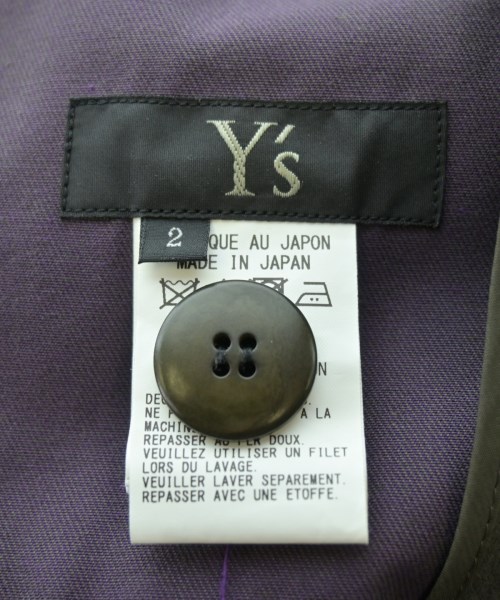 Y's
2
QUE AU JAPON
MADE IN JAPAN
NE À LA
MACHIN
REPASSER AU FER DOUX.
VEUILLEZ UTILISER UN FILET
LORS DU LAVAGE.
VEUILLER LAVER SEPAREMENT.
REPASSER AVEC UNE ETOFFE.